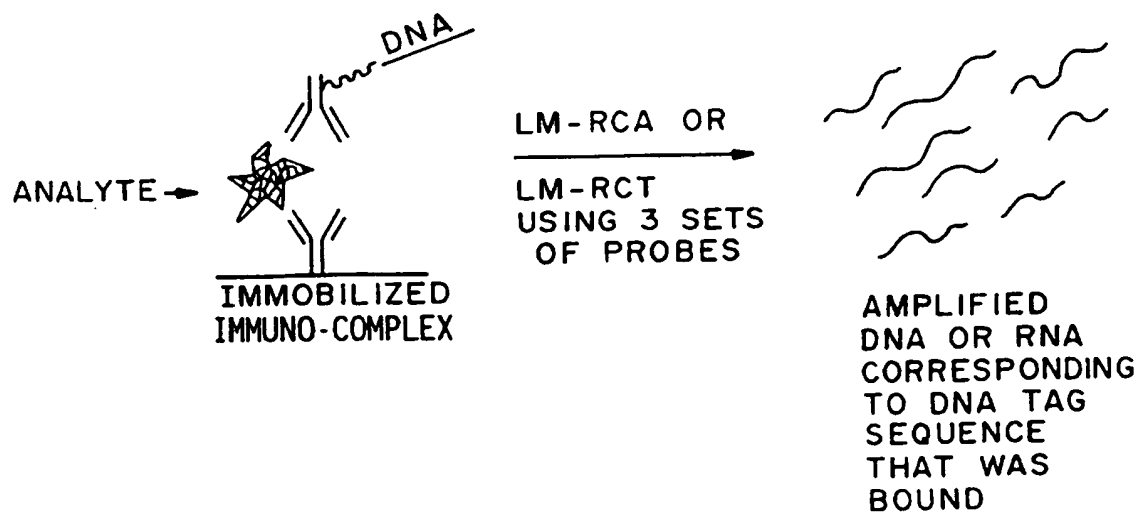 DNA
ANALYTE
IMMOBILIZED
IMMUNO-COMPLEX
LM-RCA OR
LM-RCT
USING 3 SETS
OF PROBES
AMPLIFIED
DNA OR RNA
CORRESPONDING
TO DNA TAG
SEQUENCE
THAT WAS
BOUND